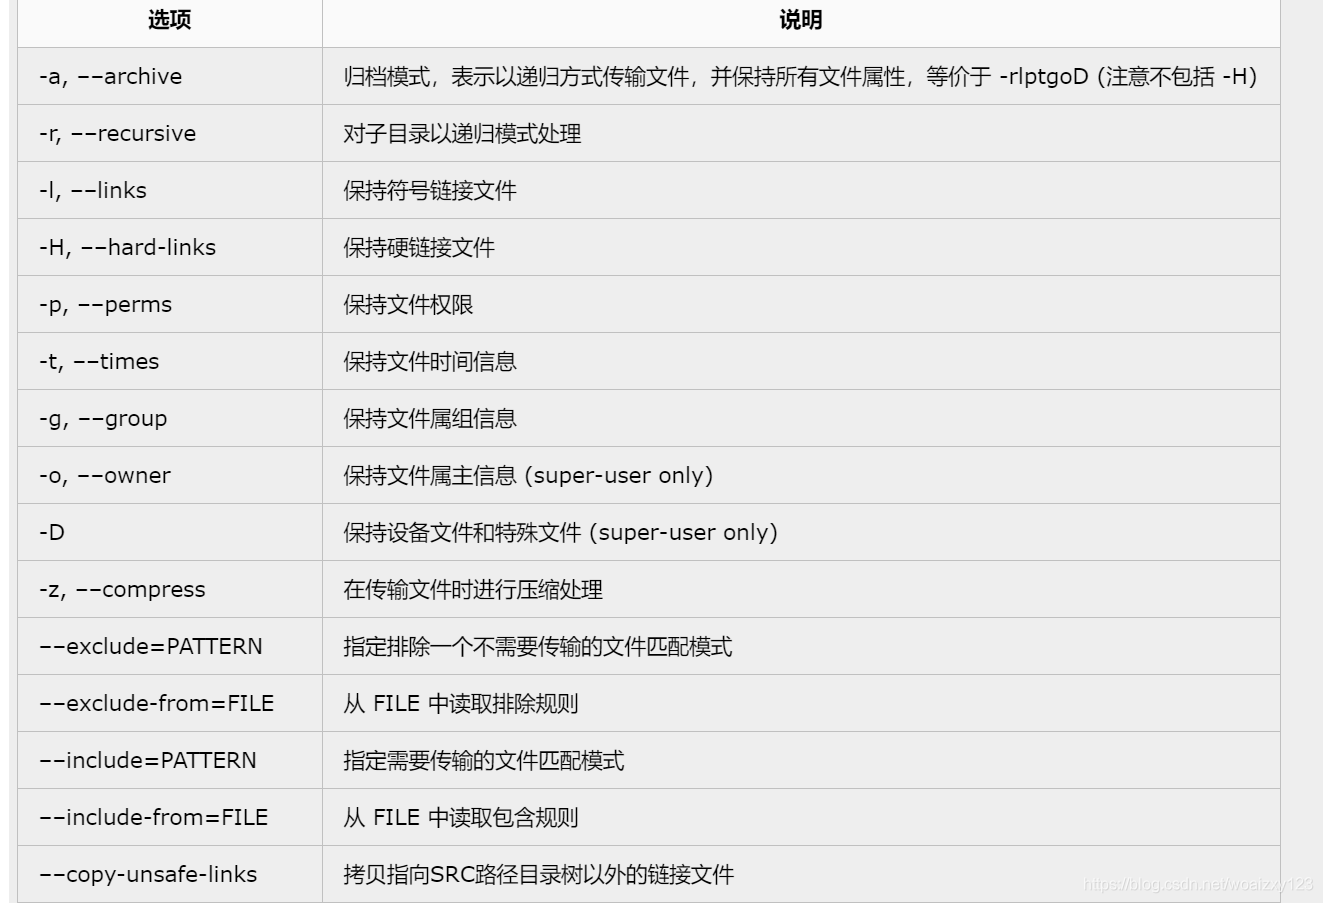 选项 说明
-a, --archive 归档模式，表示以递归方式传输文件，并保持所有文件属性，等价于 -rlptgoD (注意不包括 -H)
-r, --recursive 对子目录以递归模式处理
-l, --links 保持符号链接文件
-H, --hard-links 保持硬链接文件
-p, --perms 保持文件权限
-t, --times 保持文件时间信息
-g, --group 保持文件属组信息
-o, --owner 保持文件属主信息 (super-user only)
-D 保持设备文件和特殊文件 (super-user only)
-z, --compress 在传输文件时进行压缩处理
--exclude=PATTERN 指定排除一个不需要传输的文件匹配模式
--exclude-from=FILE 从 FILE 中读取排除规则
--include=PATTERN 指定需要传输的文件匹配模式
--include-from=FILE 从 FILE 中读取包含规则
--copy-unsafe-links 拷贝指向SRC路径目录树以外的链接文件
https://blog.csdn.net/woaizxy123